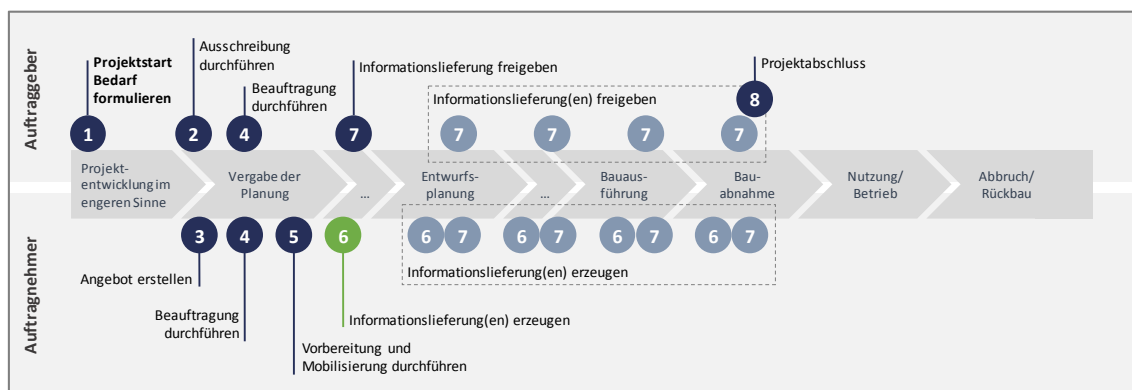 Auftraggeber
Projektstart
Bedarf
formulieren
Ausschreibung
durchführen
Beauftragung
durchführen
Informationslieferung freigeben
Informationslieferung(en) freigeben
Projektabschluss
1
2
4
7
7
7
7
7
8
Projekt-
entwicklung im
engeren Sinne
Vergabe der
Planung
...
Entwurfs-
planung
...
Bauaus-
führung
Bau-
abnahme
Nutzung/
Betrieb
Abbruch/
Rückbau
Auftragnehmer
3
4
5
6
6 7
6 7
6 7
6 7
Angebot erstellen
Informationslieferung(en) erzeugen
Beauftragung
durchführen
Informationslieferung(en) erzeugen
Vorbereitung und
Mobilisierung durchführen